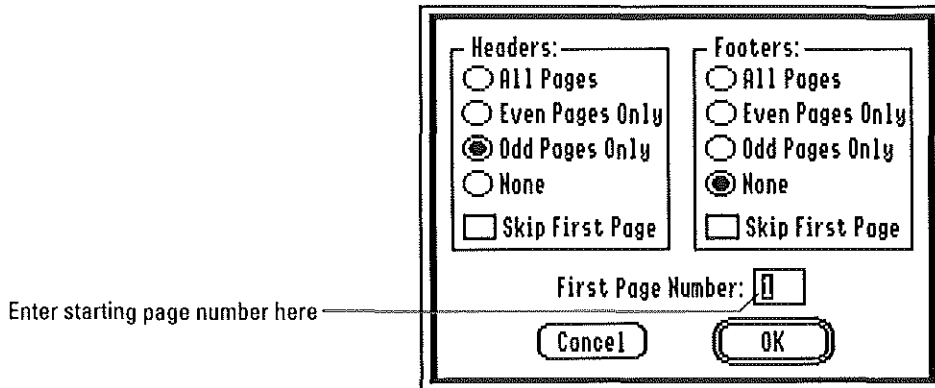 Headers:
All Pages
Even Pages Only
Odd Pages Only
None
Skip First Page
Footers:
All Pages
Even Pages Only
Odd Pages Only
None
Skip First Page
First Page Number: 1
Enter starting page number here
Cancel
OK